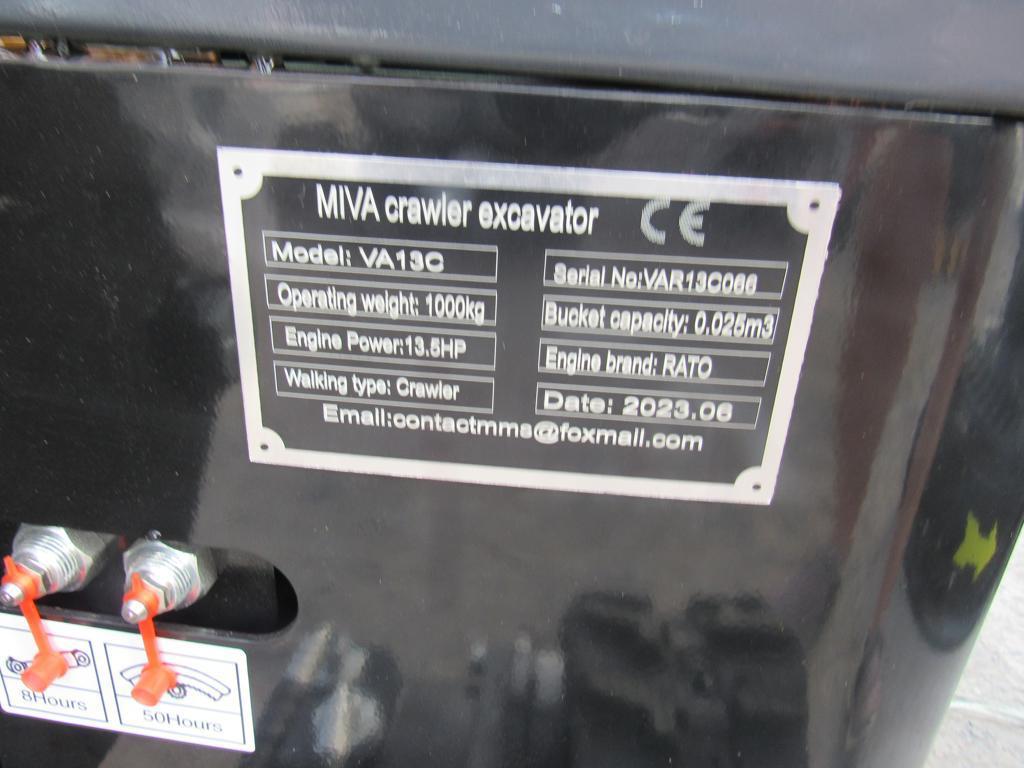 MIVA crawler excavator CE
Model: VA13C
Serial No:VAR13C066
Operating weight: 1000kg
Bucket capacity: 0.025m3
Engine Power:13.5HP
Engine brand: RATO
Walking type: Crawler
Date: 2023.06
Email:contactmms@foxmail.com
8Hours
50Hours